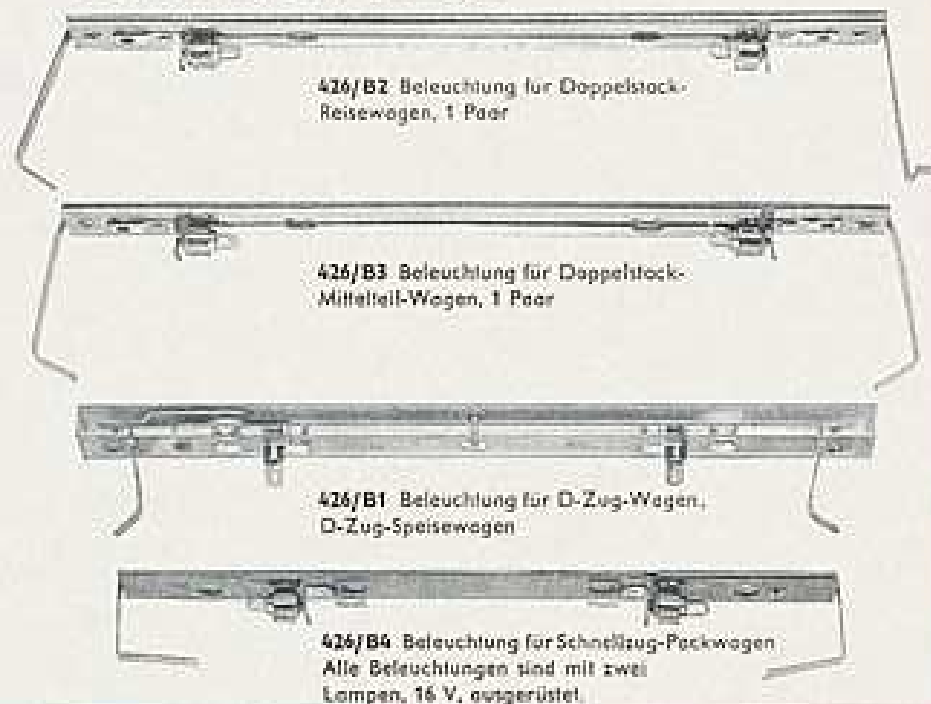 426/B2 Beleuchtung für Doppelstock-
Reisewagen, 1 Paar
426/B3 Beleuchtung für Doppelstock-
Mittelteil-Wagen, 1 Paar
426/B1 Beleuchtung für D-Zug-Wagen,
D-Zug-Speisewagen
426/B4 Beleuchtung für Schnellzug-Packwagen
Alle Beleuchtungen sind mit zwei
Lampen, 16 V, ausgerüstet.